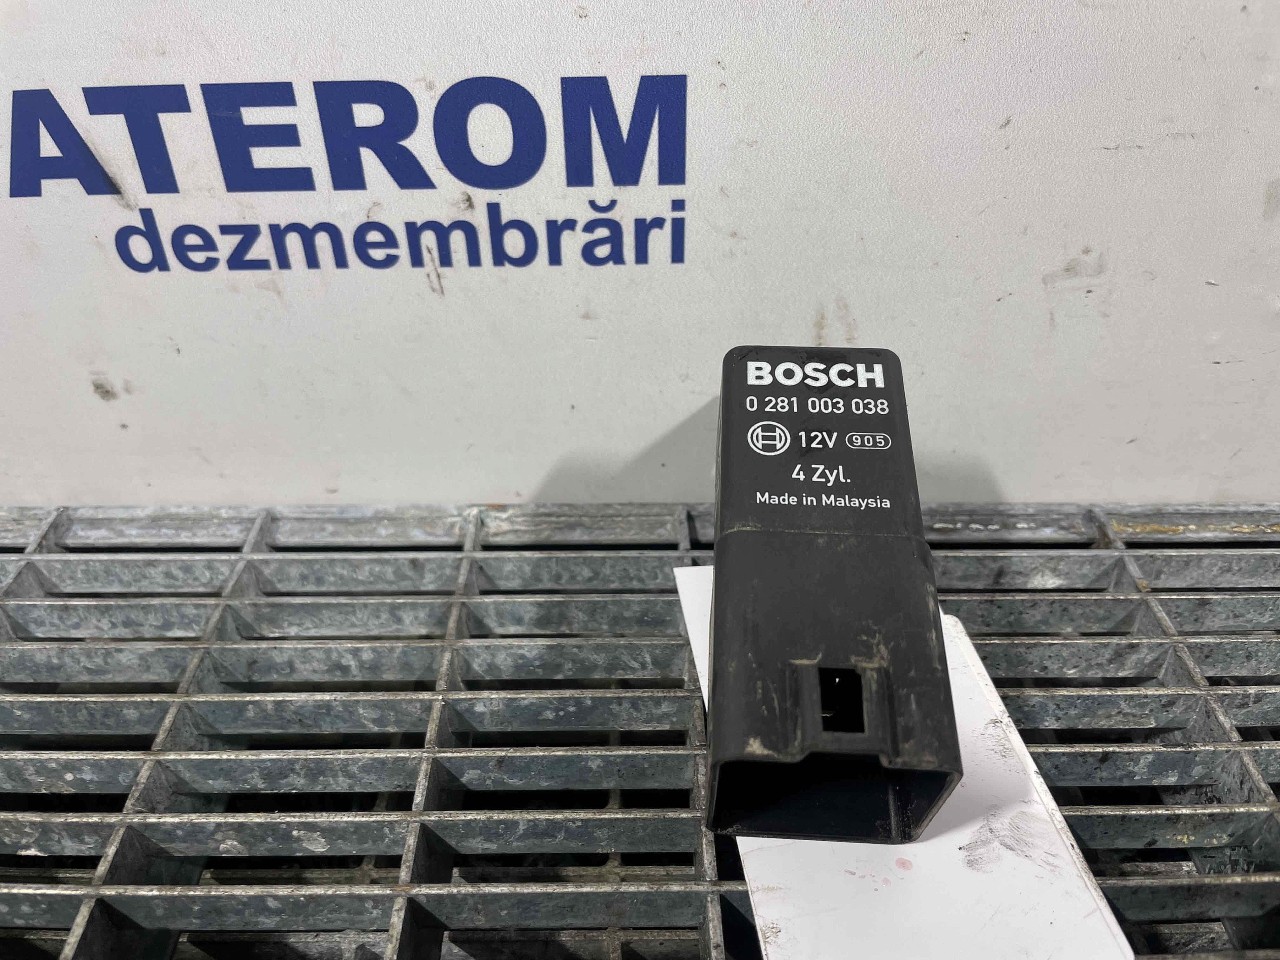 ATEROM
dezmembrări
BOSCH
0 281 003 038
12V 905
4 Zyl.
Made in Malaysia